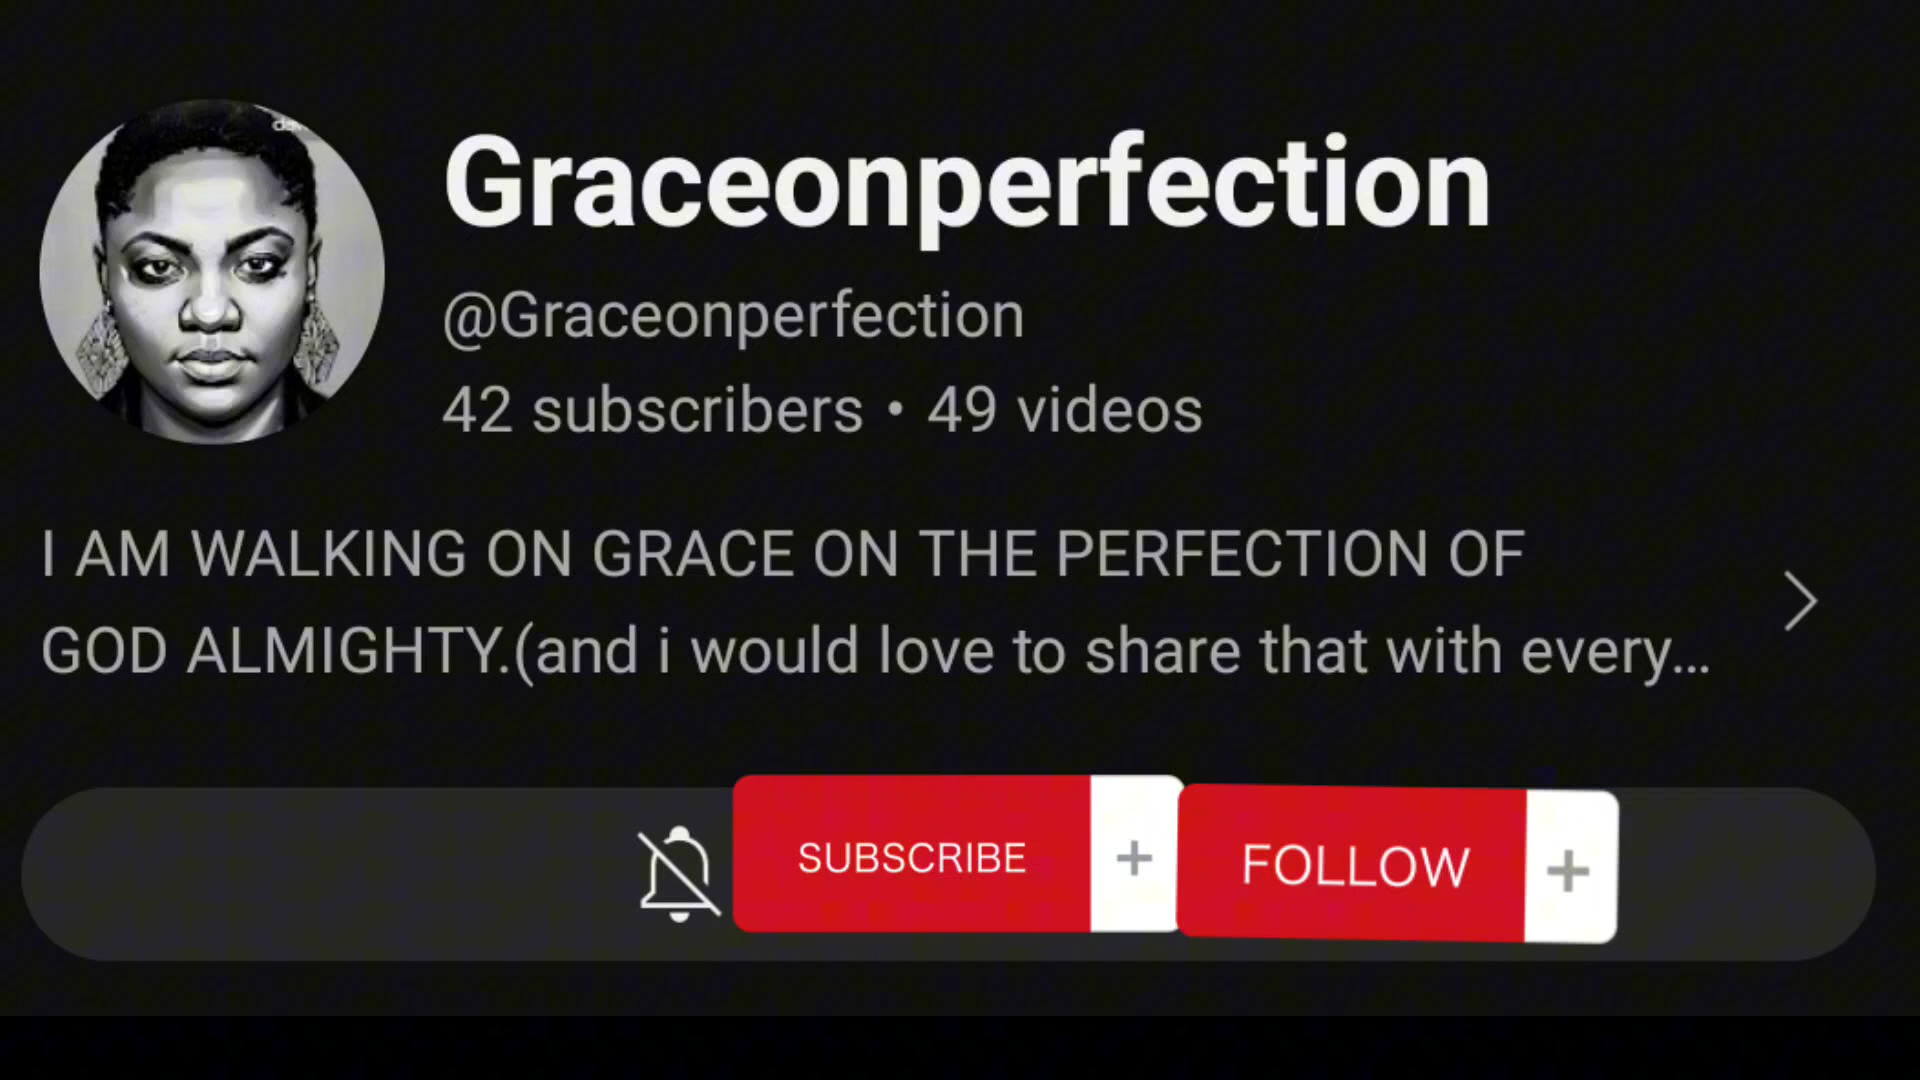 Graceonperfection
@Graceonperfection
42 subscribers • 49 videos
I AM WALKING ON GRACE ON THE PERFECTION OF
GOD ALMIGHTY.(and i would love to share that with every...
SUBSCRIBE +
FOLLOW +